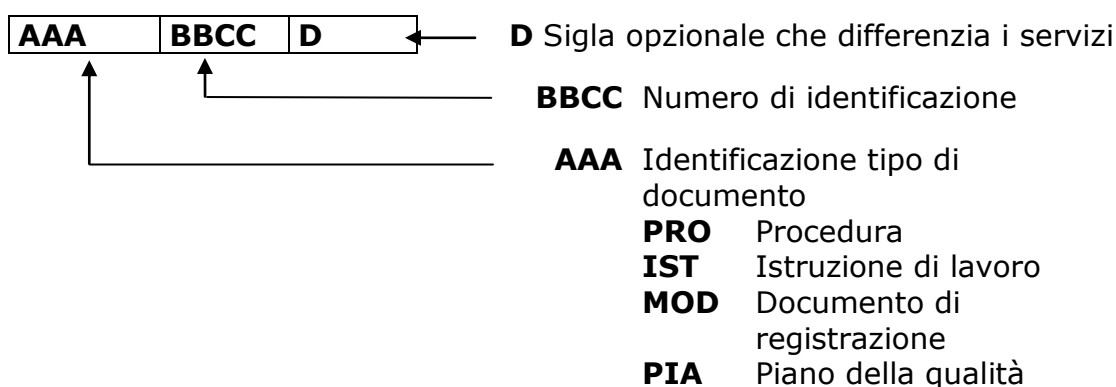 AAA BBCC D
D Sigla opzionale che differenzia i servizi
BBCC Numero di identificazione
AAA Identificazione tipo di
documento
PRO Procedura
IST Istruzione di lavoro
MOD Documento di
registrazione
PIA Piano della qualità